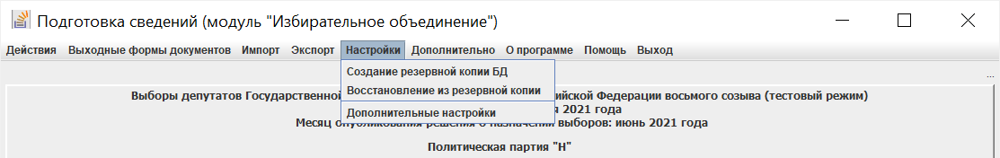 Подготовка сведений (модуль "Избирательное объединение")
Действия Выходные формы документов Импорт Экспорт Настройки Дополнительно О программе Помощь Выход
Создание резервной копии БД
Восстановление из резервной копии
Дополнительные настройки
...
Выборы депутатов Государственной йской Федерации восьмого созыва (тестовый режим)
2021 года
Месяц опубликования решения о назначении выборов: июнь 2021 года
Политическая партия "Н"